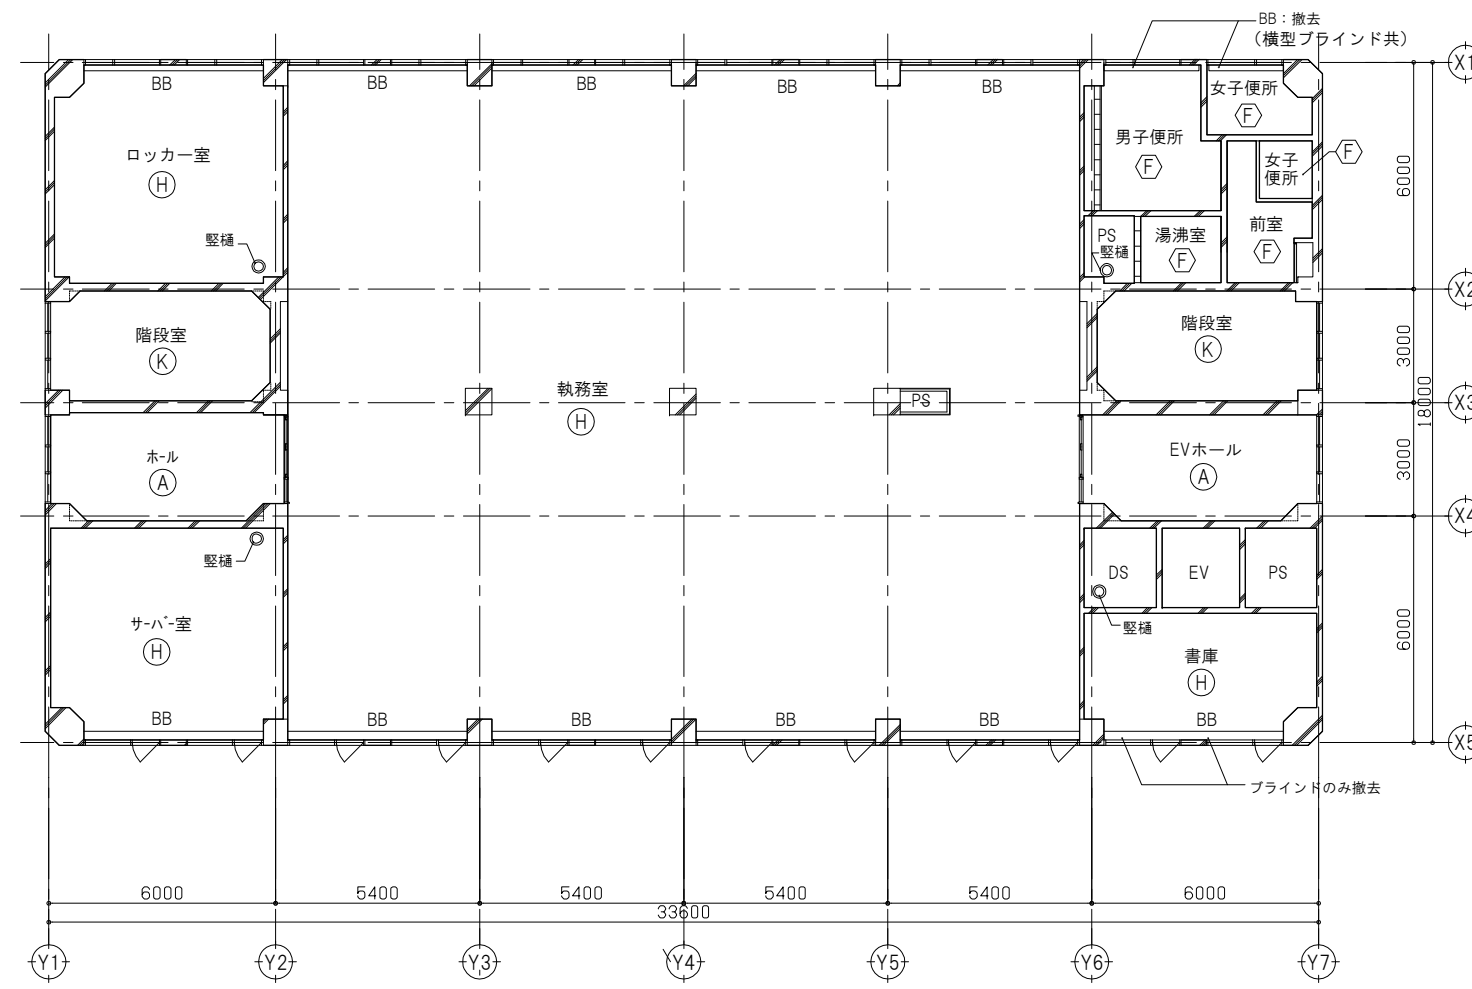 BB：撤去
（横型ブラインド共）
X1
BB
BB
BB
BB
BB
女子便所
F
男子便所
F
女子
便所
F
ロッカー室
H
6000
竪樋
PS
竪樋
湯沸室
F
前室
F
X2
階段室
K
階段室
K
3000
執務室
H
PS
18000
X3
ホール
A
EVホール
A
3000
X4
竪樋
DS
EV
PS
竪樋
サーバー室
H
書庫
H
6000
BB
BB
BB
BB
BB
BB
X5
ブラインドのみ撤去
6000
5400
5400
5400
5400
6000
33600
Y1
Y2
Y3
Y4
Y5
Y6
Y7